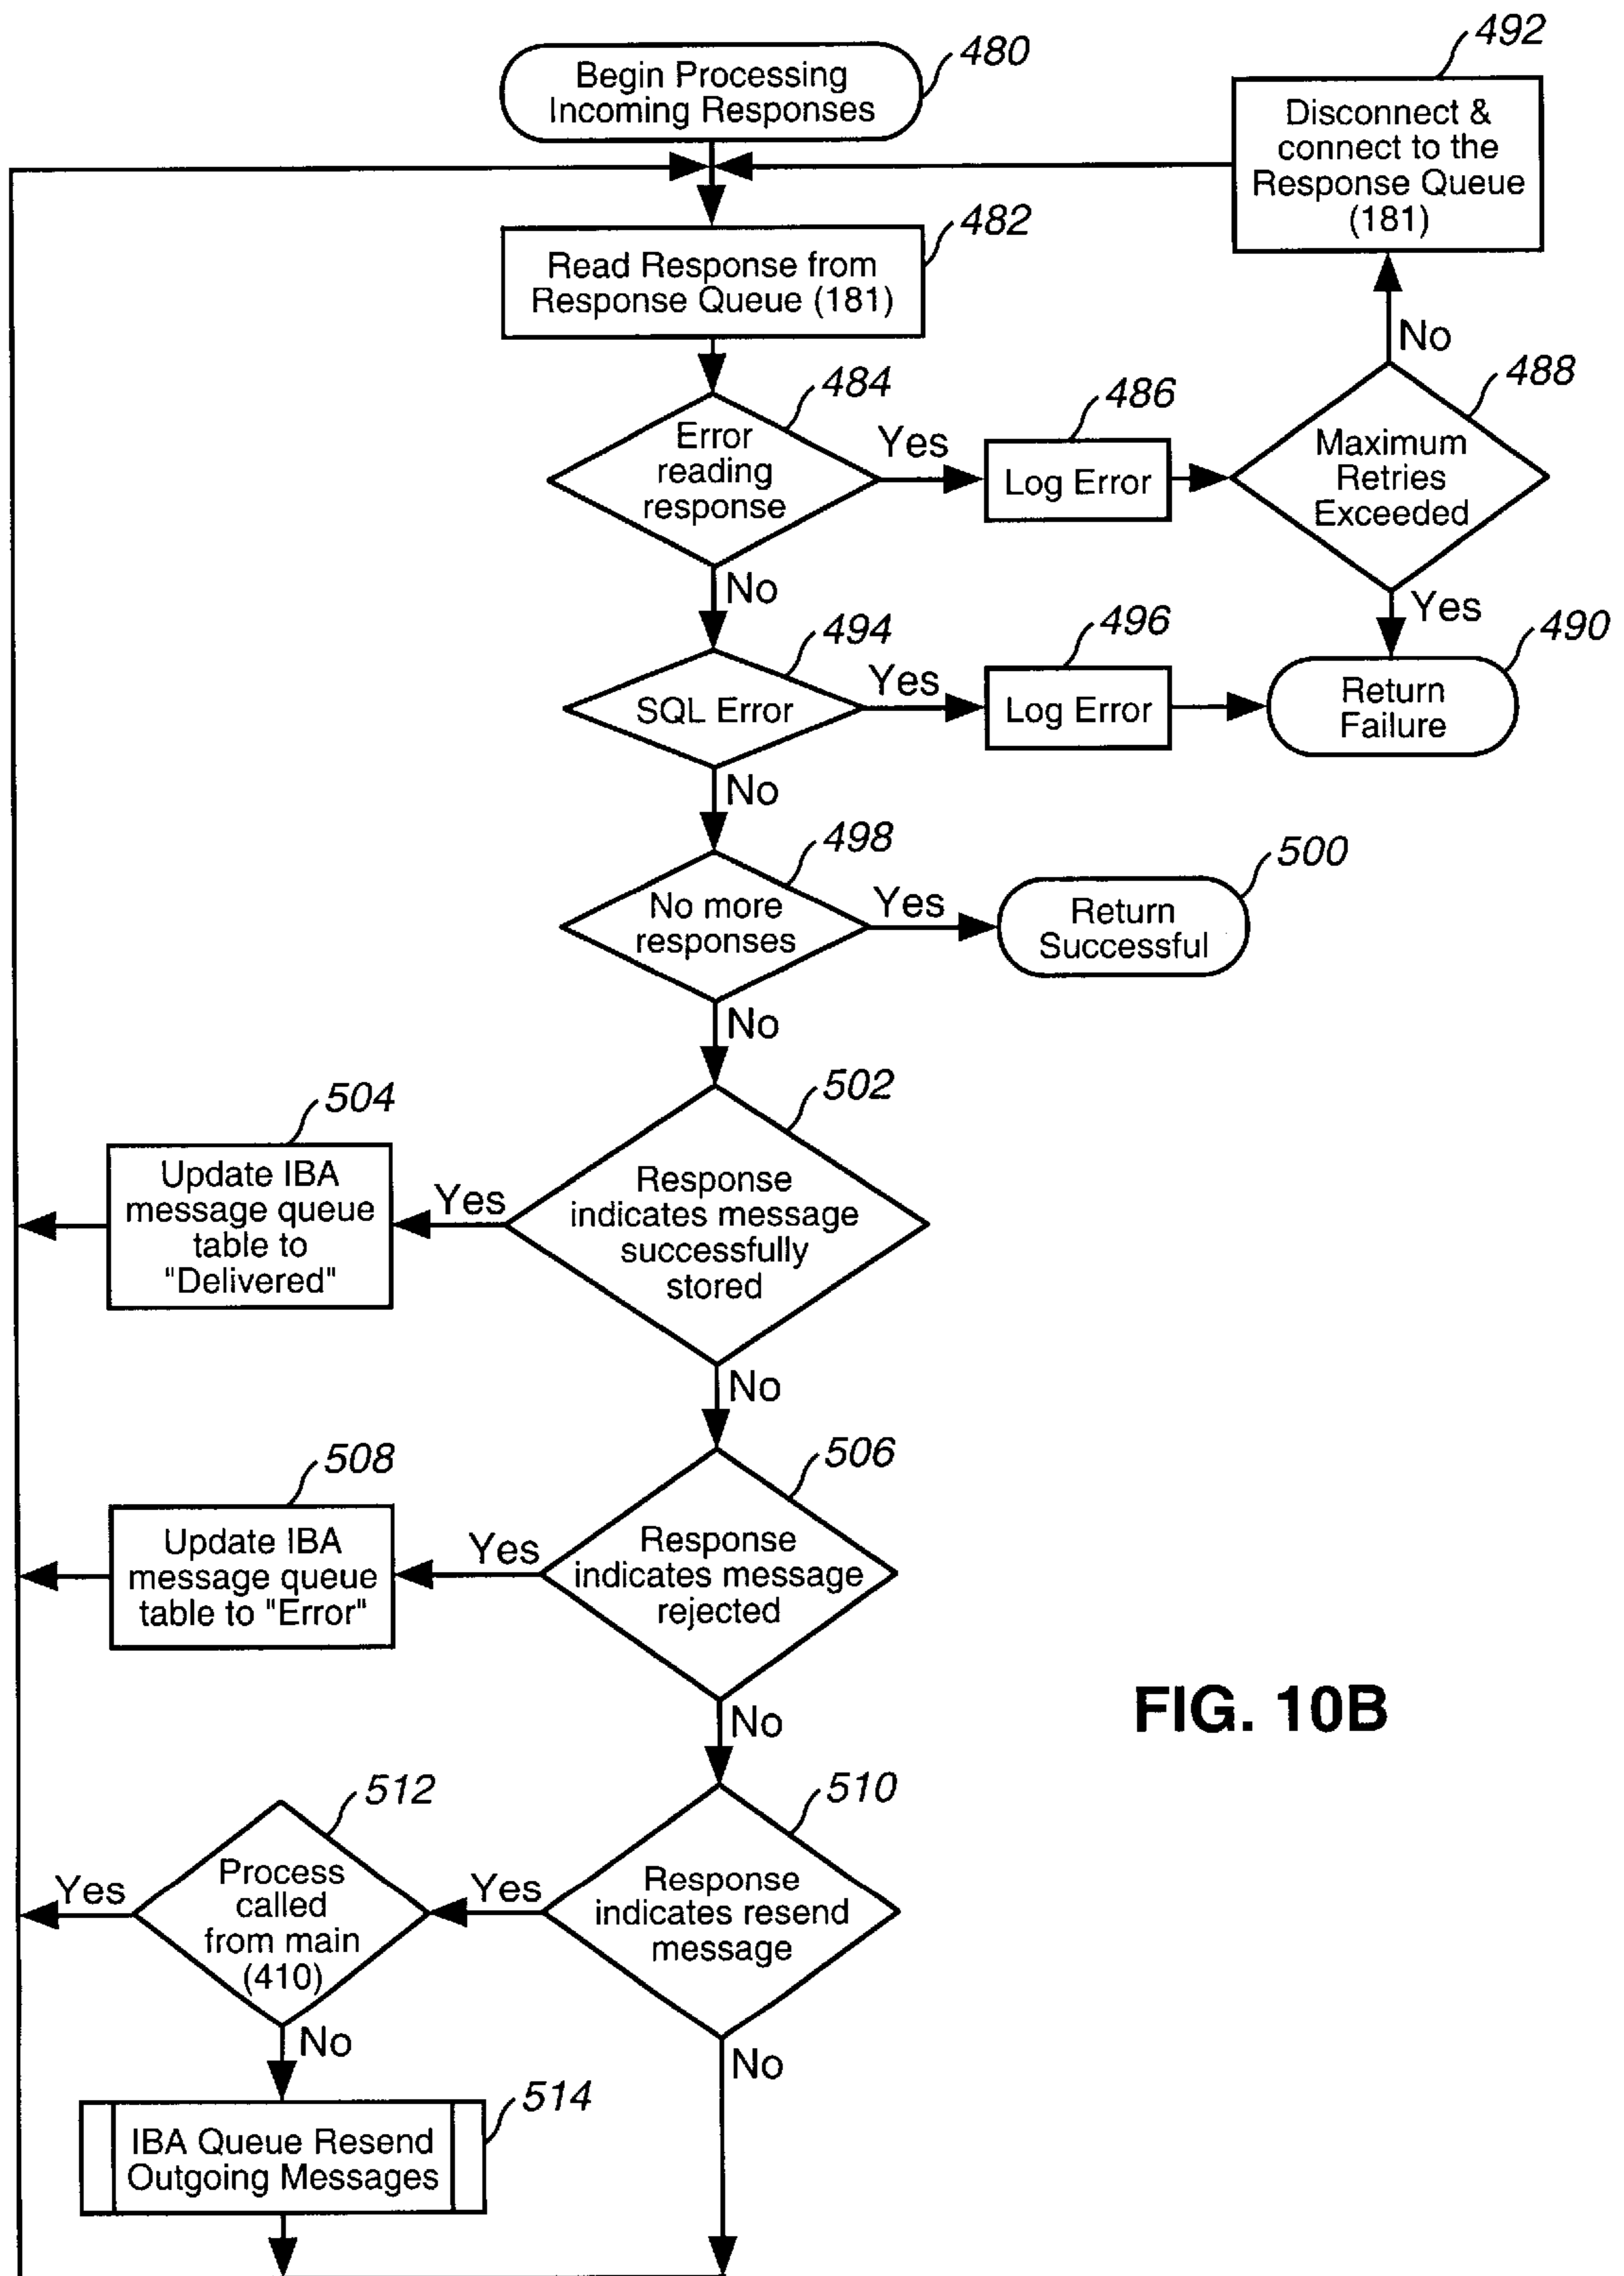 480
Begin Processing
Incoming Responses
492
Disconnect &
connect to the
Response Queue
(181)
482
Read Response from
Response Queue (181)
No
484
Error
reading
response
Yes
486
Log Error
488
Maximum
Retries
Exceeded
No
Yes
494
SQL Error
Yes
496
Log Error
490
Return
Failure
No
498
No more
responses
Yes
500
Return
Successful
No
502
Response
indicates message
successfully
stored
Yes
504
Update IBA
message queue
table to
"Delivered"
No
506
Response
indicates message
rejected
Yes
508
Update IBA
message queue
table to "Error"
No
FIG. 10B
510
Response
indicates resend
message
Yes
512
Process
called
from main
(410)
Yes
No
No
514
IBA Queue Resend
Outgoing Messages